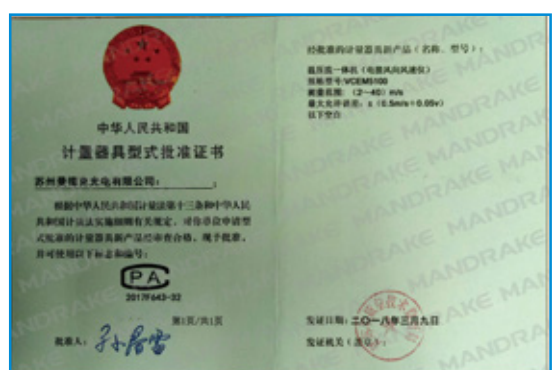 中华人民共和国
计量器具型式批准证书
苏州曼德克光电有限公司:
根据中华人民共和国计量法第十三条和中华人民
共和国计量法实施细则有关规定,对你单位申请型
式批准的计量器具新产品经审查合格,现予批准,
并可使用以下标志和编号:
CPA
2017F643-32
第1页/共1页
批准人:
经批准的计量器具新产品(名称、型号):
温压流一体机(电器风向风速仪)
规格型号:VCEM5100
测量范围:(2~40)m/s
最大允许误差:±(0.5m/s+0.05v)
以下空白
发证日期:二〇一八年三月九日
发证机关(盖章):
MANDRAKE